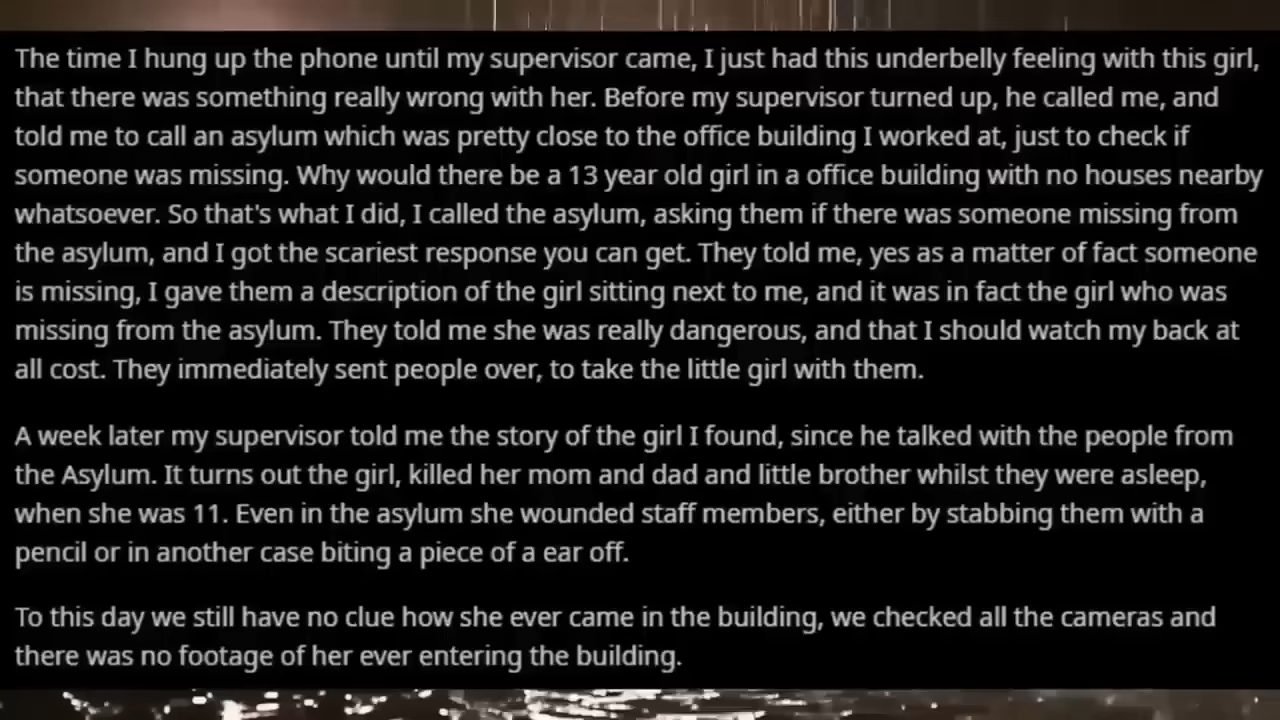 The time I hung up the phone until my supervisor came, I just had this underbelly feeling with this girl,
that there was something really wrong with her. Before my supervisor turned up, he called me, and
told me to call an asylum which was pretty close to the office building I worked at, just to check if
someone was missing. Why would there be a 13 year old girl in a office building with no houses nearby
whatsoever. So that's what I did, I called the asylum, asking them if there was someone missing from
the asylum, and I got the scariest response you can get. They told me, yes as a matter of fact someone
is missing, I gave them a description of the girl sitting next to me, and it was in fact the girl who was
missing from the asylum. They told me she was really dangerous, and that I should watch my back at
all cost. They immediately sent people over, to take the little girl with them.
A week later my supervisor told me the story of the girl I found, since he talked with the people from
the Asylum. It turns out the girl, killed her mom and dad and little brother whilst they were asleep,
when she was 11. Even in the asylum she wounded staff members, either by stabbing them with a
pencil or in another case biting a piece of a ear off.
To this day we still have no clue how she ever came in the building, we checked all the cameras and
there was no footage of her ever entering the building.